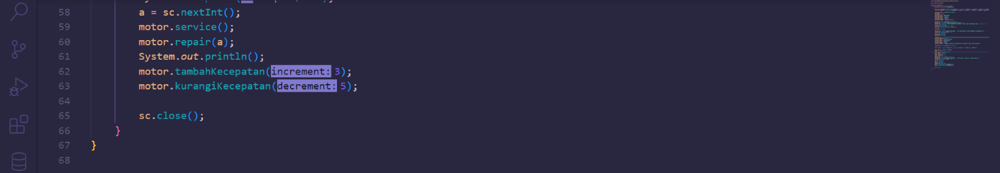 58 a = sc.nextInt();
59 motor.service();
60 motor.repair(a);
61 System.out.println();
62 motor.tambahKecepatan(increment: 3);
63 motor.kurangiKecepatan(decrement: 5);
64
65 sc.close();
66 }
67 }
68